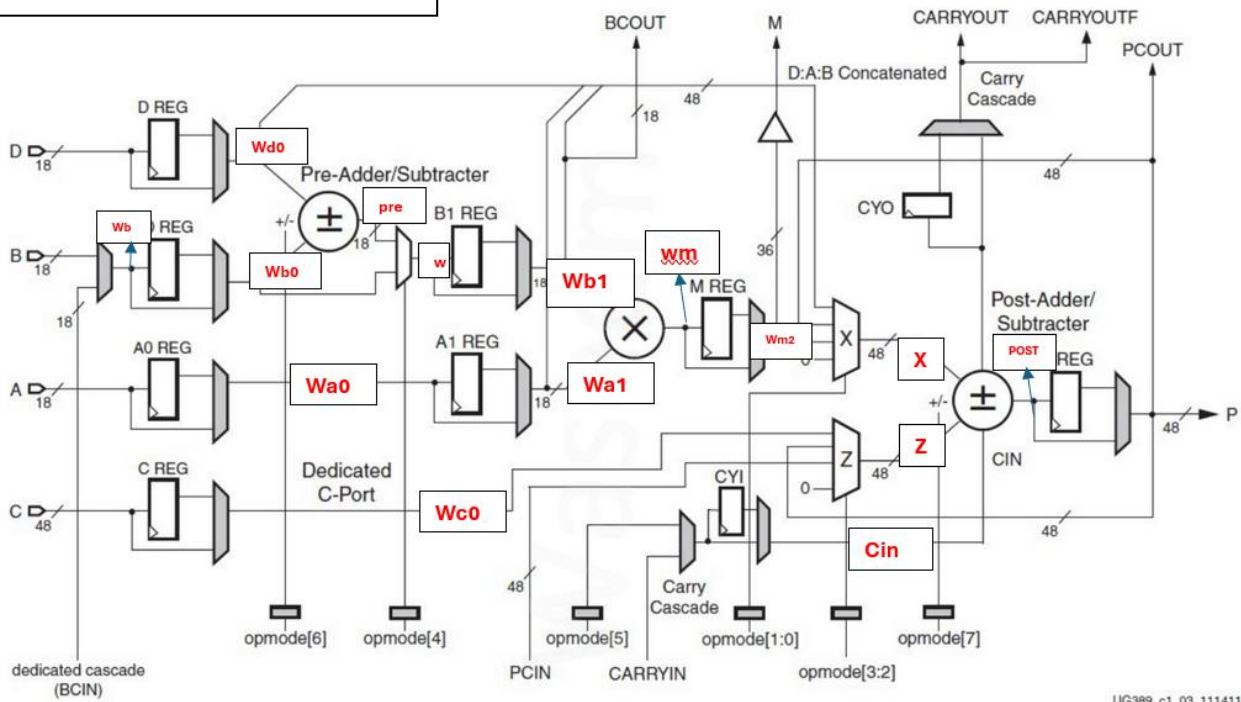 BCOUT
M
CARRYOUT
CARRYOUTF
PCOUT
D:A:B Concatenated
Carry
Cascade
48
18
D REG
D
18
Wd0
Pre-Adder/Subtracter
+/-
±
pre
18
B1 REG
48
CYO
Wb
REG
B
18
Wb0
w
18
Wb1
wm
36
M REG
18
A0 REG
A
18
Wa0
A1 REG
18
Wa1
×
Wm2
0
X
48
X
Post-Adder/
Subtracter
POST
REG
+/-
±
48
P
C REG
C
48
Dedicated
C-Port
Wc0
Z
48
Z
CIN
0
CYI
48
Cin
48
Carry
Cascade
opmode[6]
opmode[4]
opmode[5]
opmode[1:0]
opmode[7]
opmode[3:2]
PCIN
CARRYIN
dedicated cascade
(BCIN)
UG389_c1_03_111411